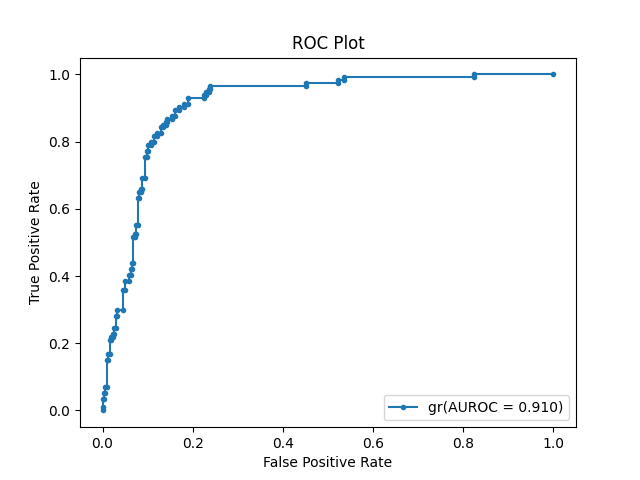 ROC Plot
1.0
0.8
0.6
0.4
0.2
0.0
True Positive Rate
gr(AUROC = 0.910)
0.0 0.2 0.4 0.6 0.8 1.0
False Positive Rate